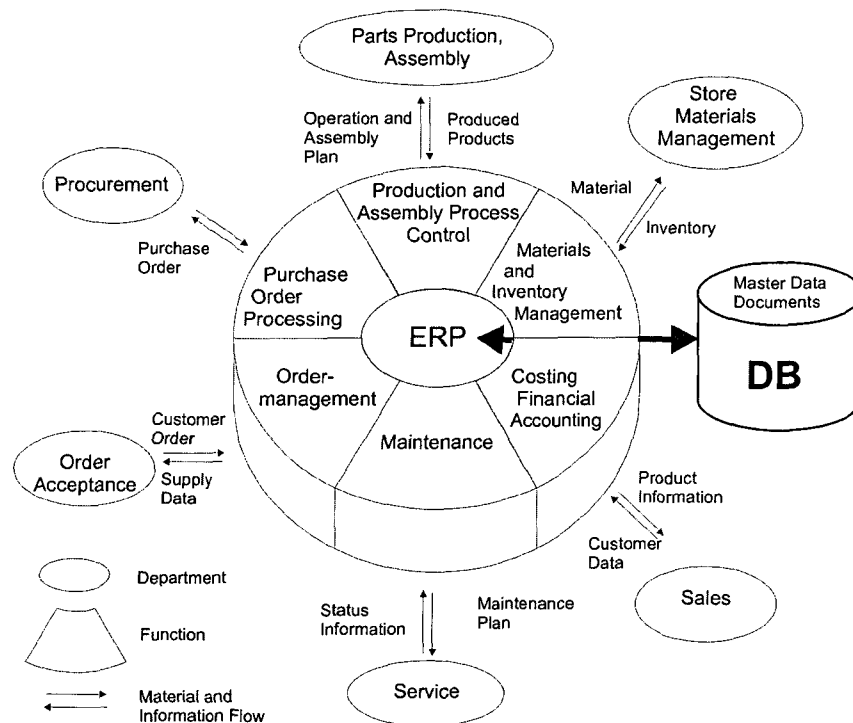 Parts Production,
Assembly
Operation and
Assembly
Plan
Produced
Products
Store
Materials
Management
Procurement
Purchase
Order
Material
Inventory
Production and
Assembly Process
Control
Purchase
Order
Processing
Materials
and
Inventory
Management
Master Data
Documents
DB
ERP
Order-
management
Maintenance
Costing
Financial
Accounting
Customer
Order
Supply
Data
Order
Acceptance
Product
Information
Customer
Data
Sales
Status
Information
Maintenance
Plan
Service
Department
Function
Material and
Information Flow